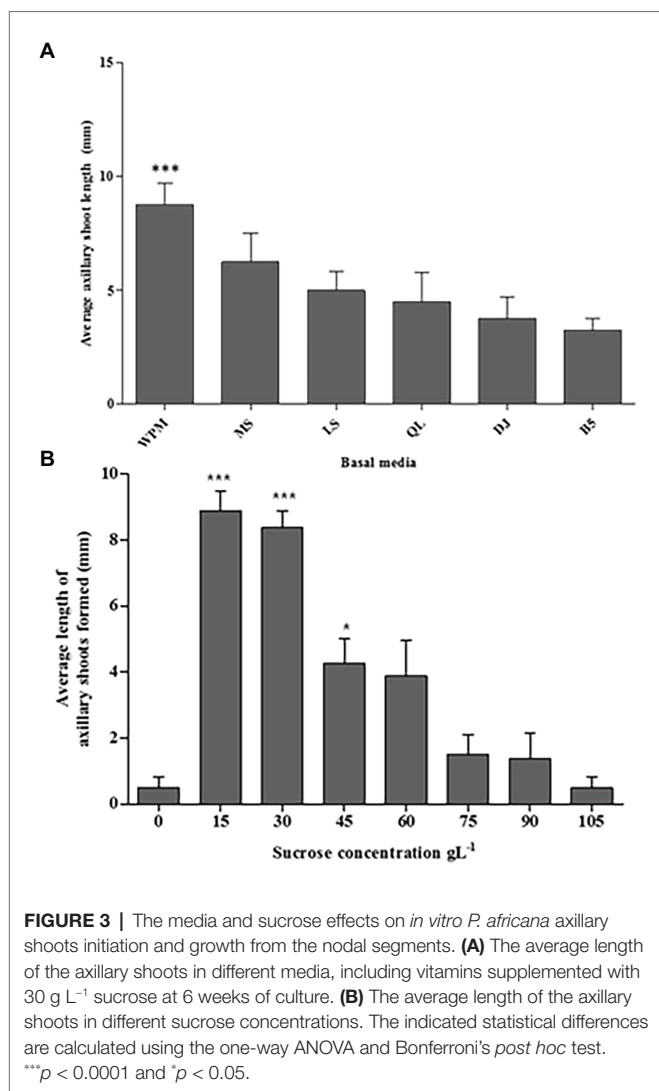 A
15
10
5
0
Average axillary shoot length (mm)
***
WPM
MS
LS
QL
DJ
B5
Basal media
B
10
8
6
4
2
0
Average length of
axillary shoots formed (mm)
***
***
*
0 15 30 45 60 75 90 105
Sucrose concentration gL⁻¹
FIGURE 3 | The media and sucrose effects on in vitro P. africana axillary
shoots initiation and growth from the nodal segments. (A) The average length
of the axillary shoots in different media, including vitamins supplemented with
30 g L⁻¹ sucrose at 6 weeks of culture. (B) The average length of the axillary
shoots in different sucrose concentrations. The indicated statistical differences
are calculated using the one-way ANOVA and Bonferroni's post hoc test.
***p < 0.0001 and *p < 0.05.